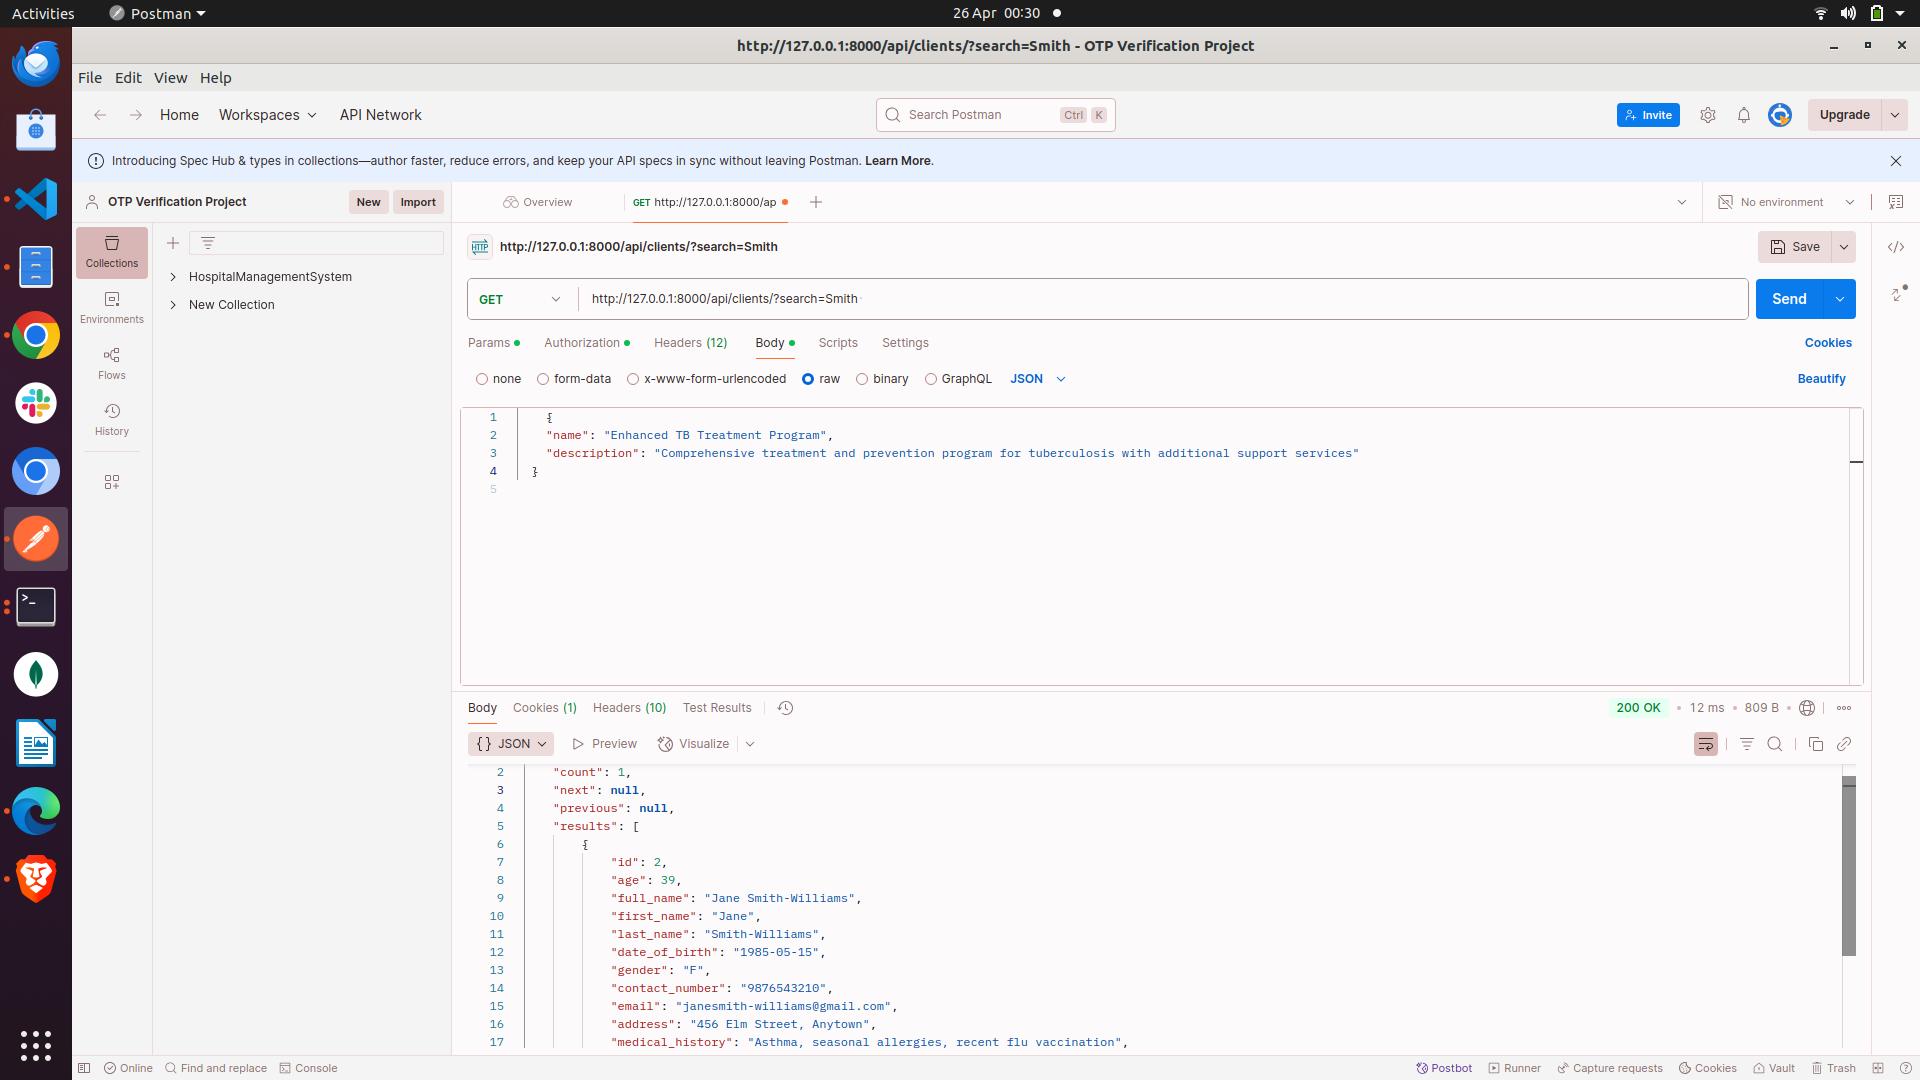 Activities
Postman
26 Apr 00:30
http://127.0.0.1:8000/api/clients/?search=Smith - OTP Verification Project
File Edit View Help
Home Workspaces API Network
Search Postman Ctrl K
Invite Upgrade
Introducing Spec Hub & types in collections—author faster, reduce errors, and keep your API specs in sync without leaving Postman. Learn More.
OTP Verification Project New Import
Overview
GET http://127.0.0.1:8000/ap
No environment
Collections
Environments
Flows
History
HospitalManagementSystem
New Collection
HTTP http://127.0.0.1:8000/api/clients/?search=Smith
Save
GET http://127.0.0.1:8000/api/clients/?search=Smith
Send
Params Authorization Headers (12) Body Scripts Settings
Cookies
none form-data x-www-form-urlencoded raw binary GraphQL JSON
Beautify
1 {
2 "name": "Enhanced TB Treatment Program",
3 "description": "Comprehensive treatment and prevention program for tuberculosis with additional support services"
4 }
5
Body Cookies (1) Headers (10) Test Results
200 OK • 12 ms • 809 B •
{} JSON Preview Visualize
2 "count": 1,
3 "next": null,
4 "previous": null,
5 "results": [
6 {
7 "id": 2,
8 "age": 39,
9 "full_name": "Jane Smith-Williams",
10 "first_name": "Jane",
11 "last_name": "Smith-Williams",
12 "date_of_birth": "1985-05-15",
13 "gender": "F",
14 "contact_number": "9876543210",
15 "email": "janesmith-williams@gmail.com",
16 "address": "456 Elm Street, Anytown",
17 "medical_history": "Asthma, seasonal allergies, recent flu vaccination",
Online Find and replace Console
Postbot Runner Capture requests Cookies Vault Trash